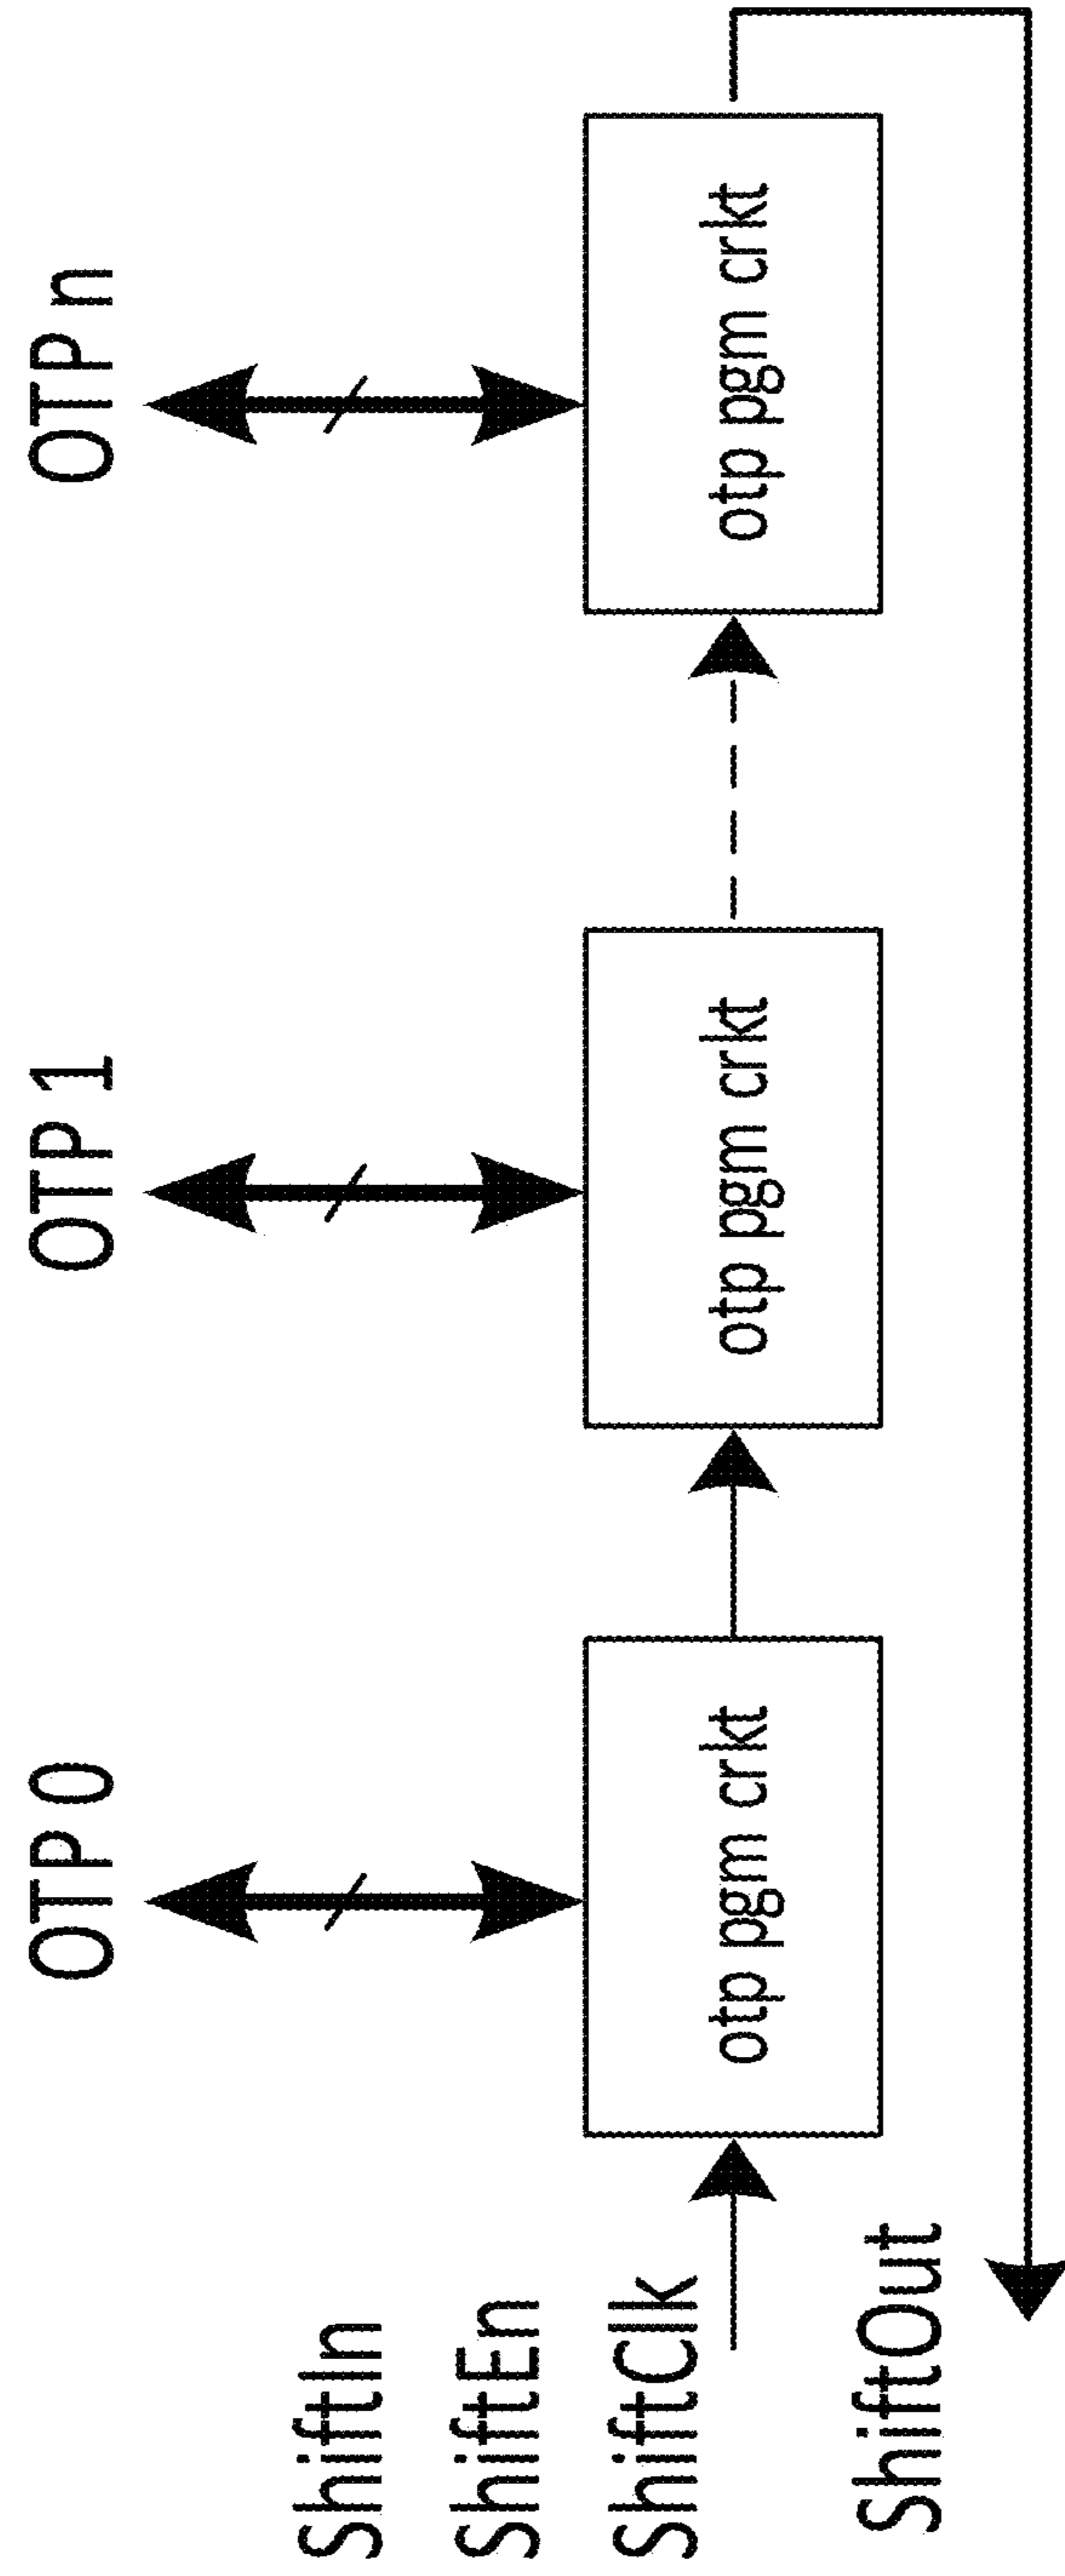 OTP 0
OTP 1
OTP n
ShiftIn
ShiftEn
ShiftClk
otp pgm crkt
otp pgm crkt
otp pgm crkt
ShiftOut